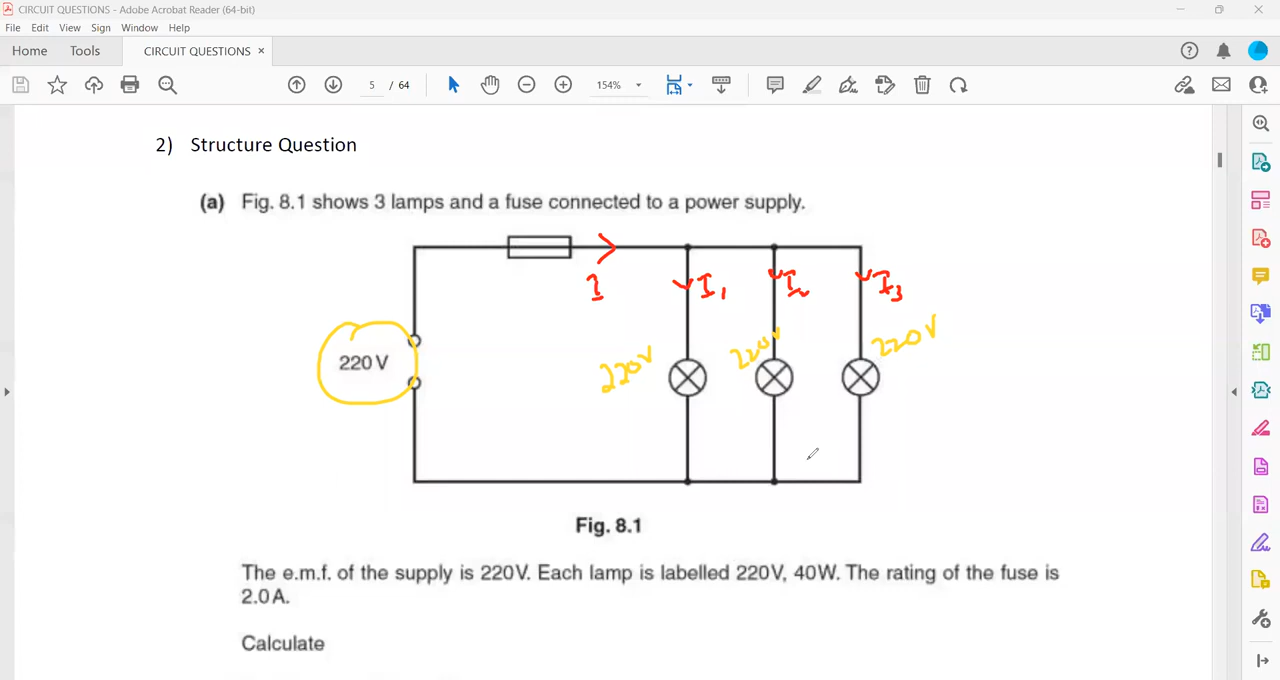 CIRCUIT QUESTIONS - Adobe Acrobat Reader (64-bit)
File Edit View Sign Window Help
Home Tools CIRCUIT QUESTIONS ×
5 / 64 154%
2) Structure Question
(a) Fig. 8.1 shows 3 lamps and a fuse connected to a power supply.
I I₁ I₂ I₃
220V 220V 220V
220 V
Fig. 8.1
The e.m.f. of the supply is 220V. Each lamp is labelled 220V, 40W. The rating of the fuse is
2.0A.
Calculate